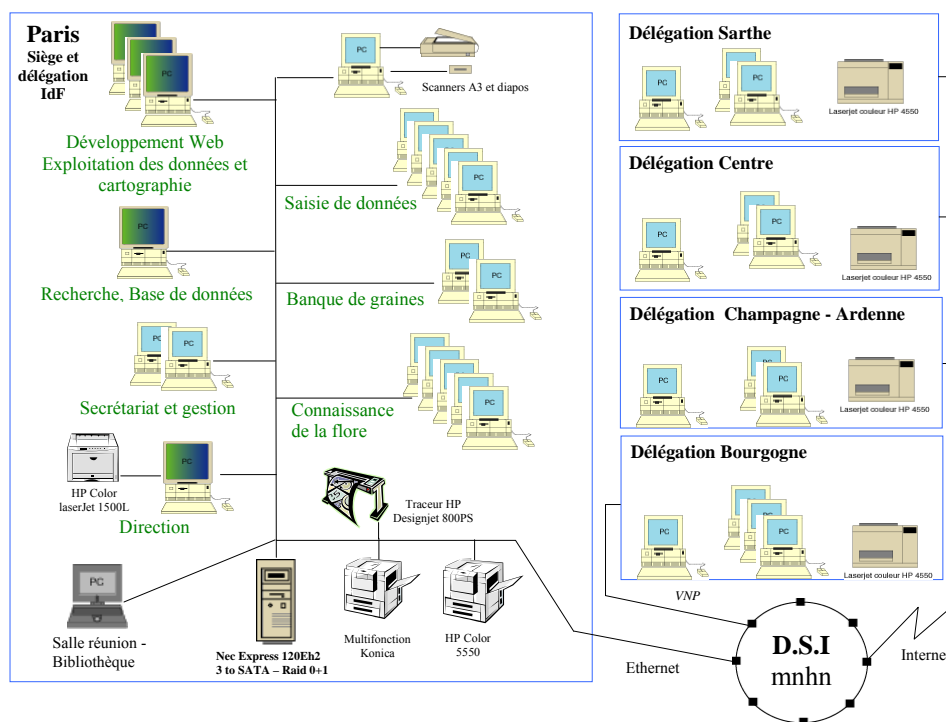 Paris
Siège et
délégation
IdF
PC
Développement Web
Exploitation des données et
cartographie
PC
Scanners A3 et diapos
PC
Saisie de données
PC
Recherche, Base de données
PC
Banque de graines
PC
Secrétariat et gestion
PC
Connaissance
de la flore
HP Color
laserJet 1500L
PC
Direction
Traceur HP
Designjet 800PS
PC
Salle réunion -
Bibliothèque
Nec Express 120Eh2
3 to SATA – Raid 0+1
Multifonction
Konica
HP Color
5550
Délégation Sarthe
PC
PC
Laserjet couleur HP 4550
Délégation Centre
PC
PC
Laserjet couleur HP 4550
Délégation Champagne - Ardenne
PC
PC
Laserjet couleur HP 4550
Délégation Bourgogne
PC
PC
Laserjet couleur HP 4550
VNP
Ethernet
D.S.I
mnhn
Internet